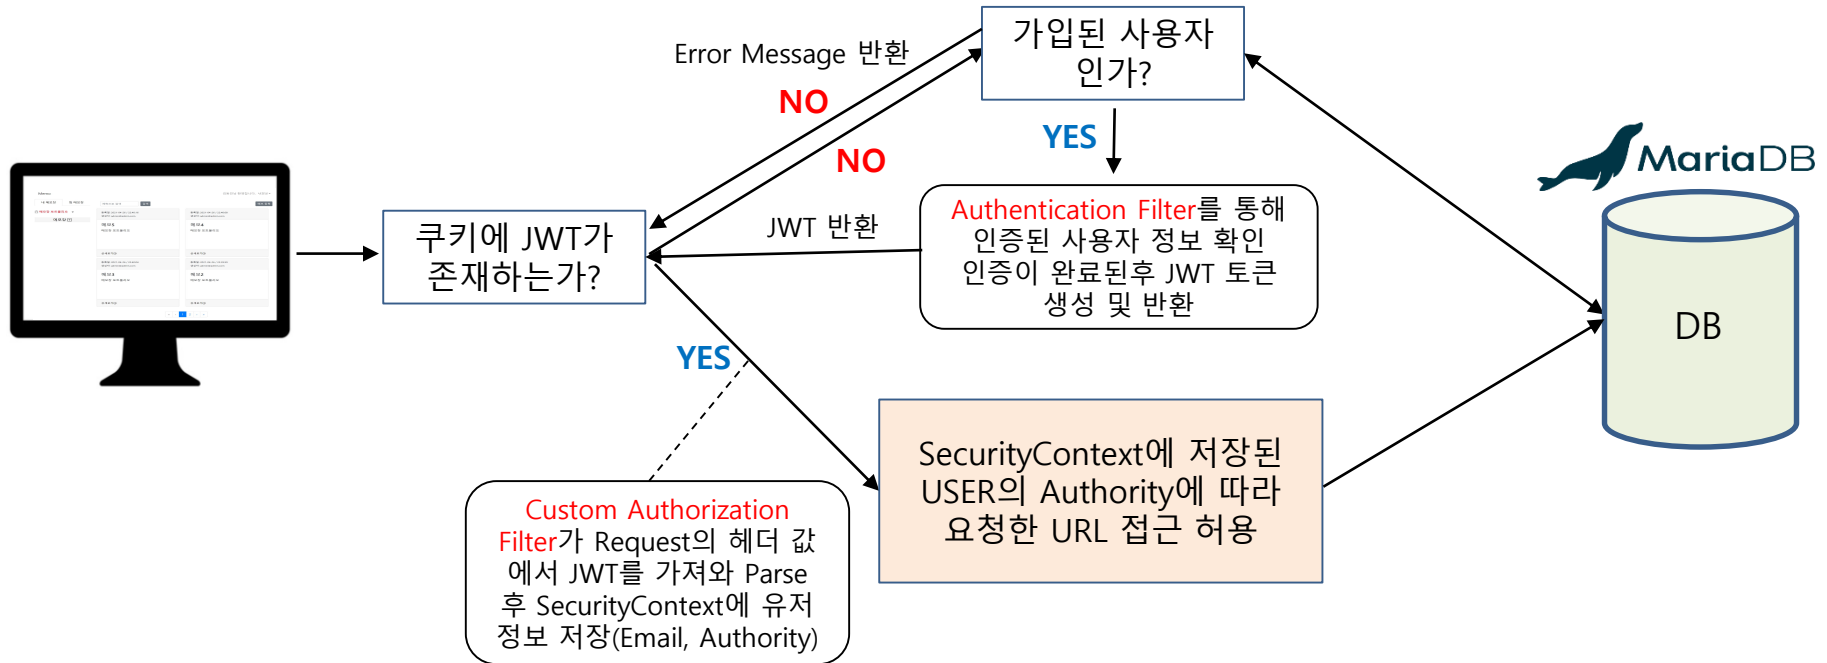 가입된 사용자
인가?
Error Message 반환
NO
NO
YES
MariaDB
쿠키에 JWT가
존재하는가?
JWT 반환
Authentication Filter를 통해
인증된 사용자 정보 확인
인증이 완료된후 JWT 토큰
생성 및 반환
DB
YES
SecurityContext에 저장된
USER의 Authority에 따라
요청한 URL 접근 허용
Custom Authorization
Filter가 Request의 헤더 값
에서 JWT를 가져와 Parse
후 SecurityContext에 유저
정보 저장(Email, Authority)